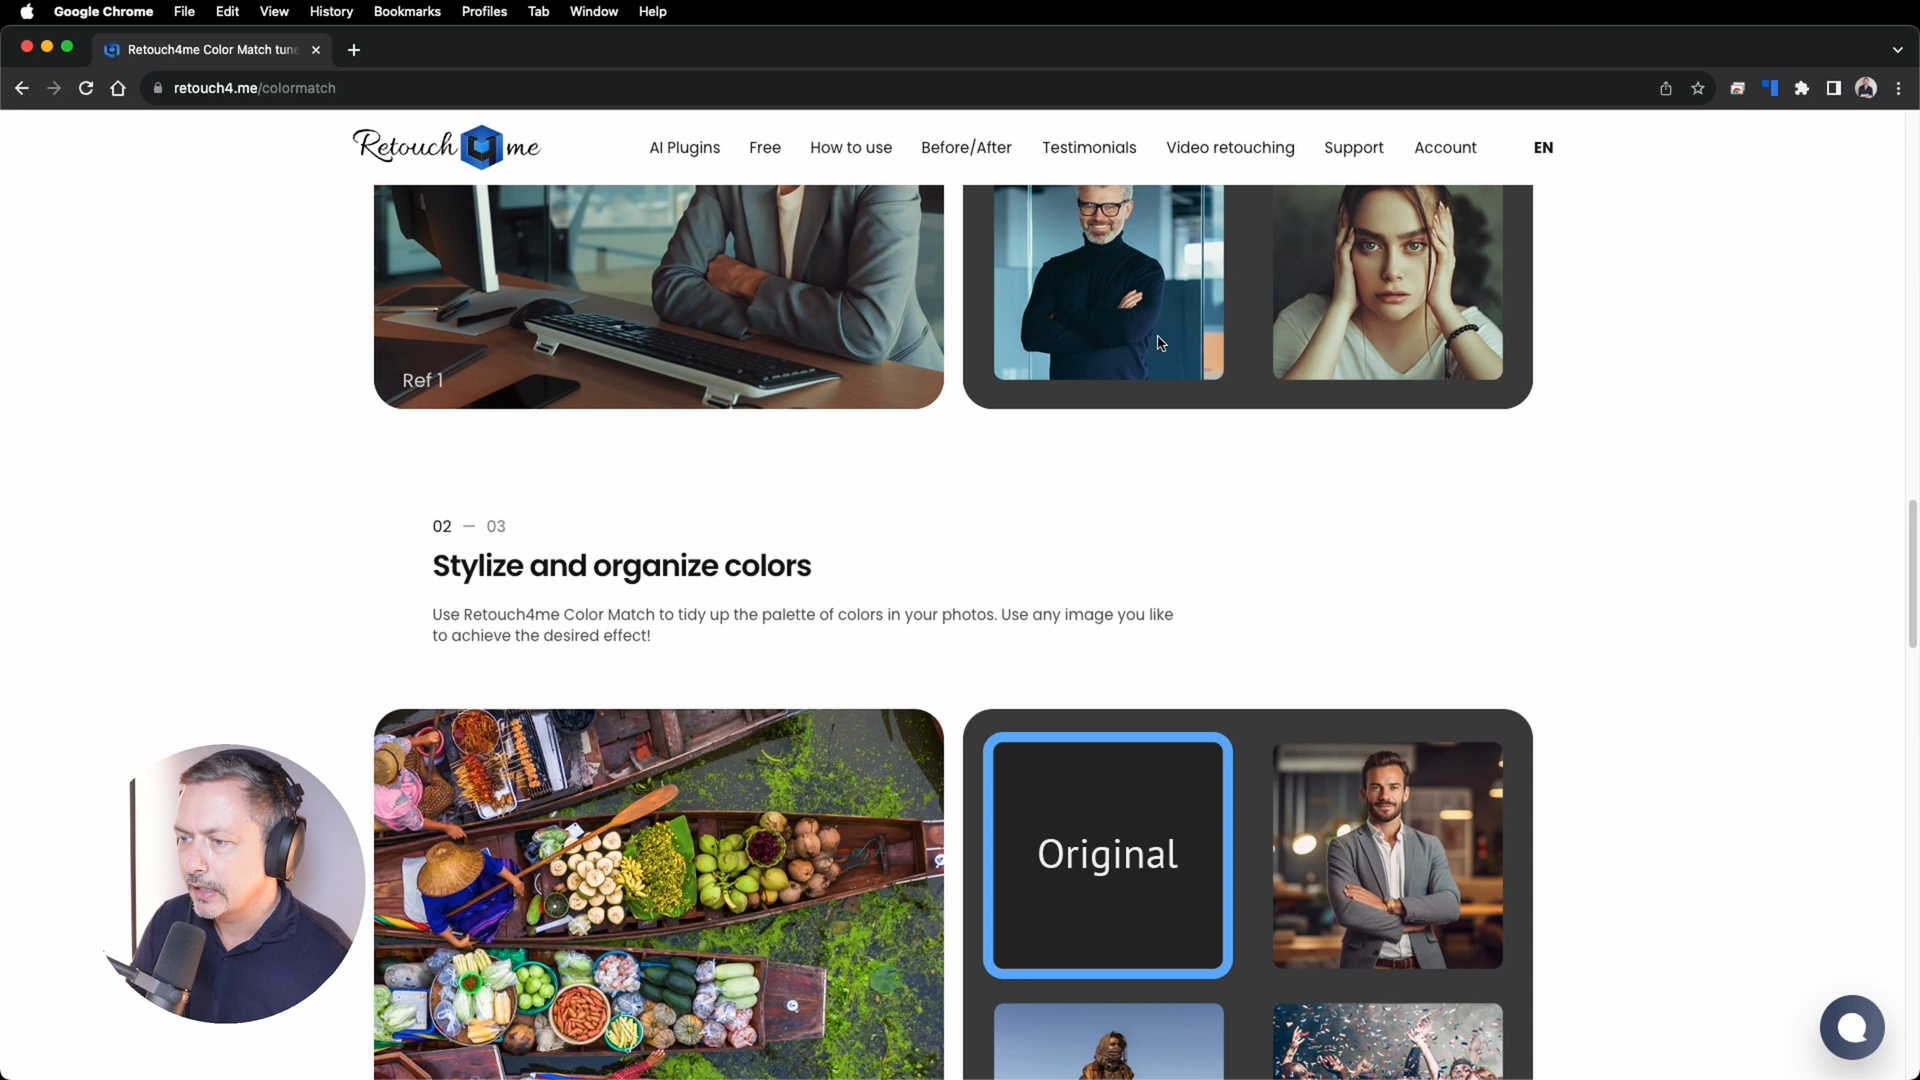 Google Chrome File Edit View History Bookmarks Profiles Tab Window Help
Retouch4me Color Match tune
retouch4.me/colormatch
Retouch4me AI Plugins Free How to use Before/After Testimonials Video retouching Support Account EN
Ref 1
02 — 03
Stylize and organize colors
Use Retouch4me Color Match to tidy up the palette of colors in your photos. Use any image you like
to achieve the desired effect!
Original